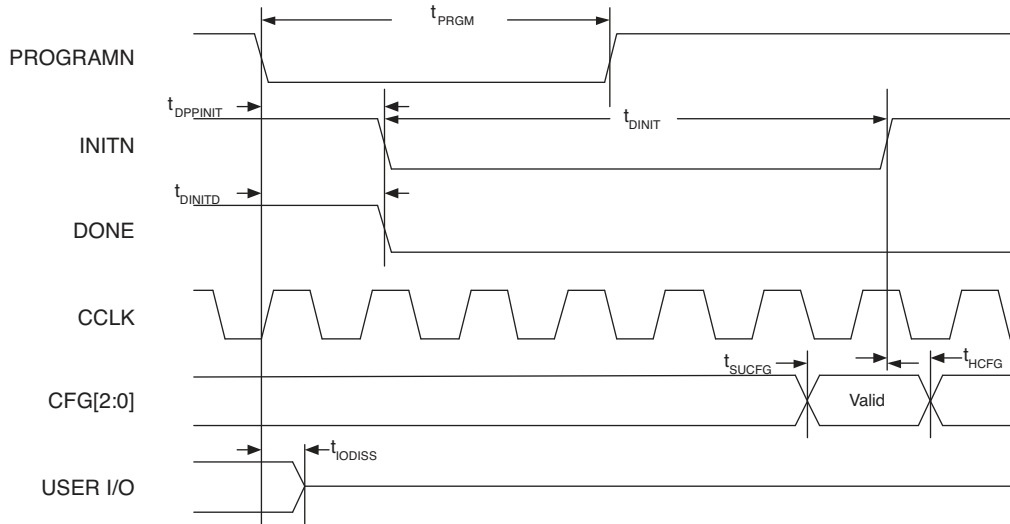 tPRGM
PROGRAMN
tDPPINIT
tDINIT
INITN
tDINITD
DONE
CCLK
tSUCFG
tHCFG
CFG[2:0]
Valid
tIODISS
USER I/O